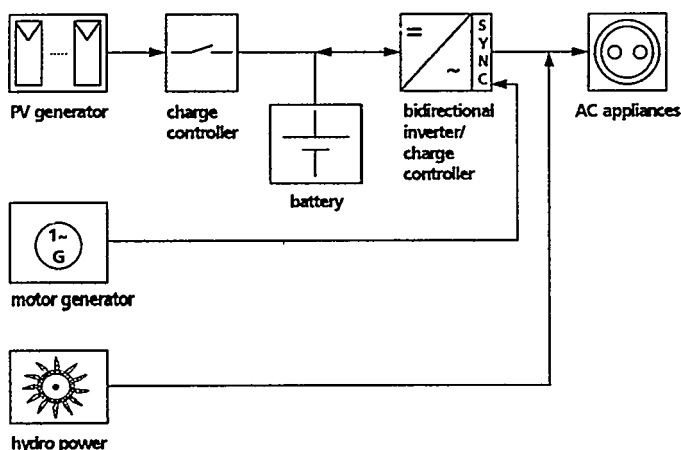 PV generator
charge
controller
battery
=
~
S
Y
N
C
bidirectional
inverter/
charge
controller
AC appliances
1~
G
motor generator
hydro power